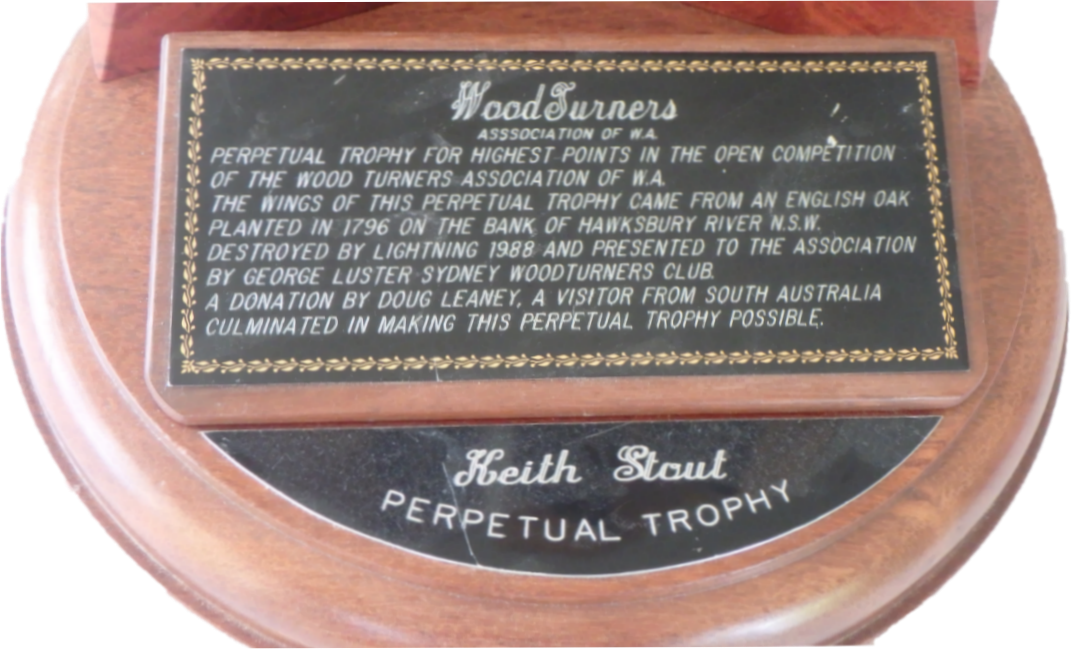 WoodTurners
ASSSOCIATION OF W.A.
PERPETUAL TROPHY FOR HIGHEST POINTS IN THE OPEN COMPETITION
OF THE WOOD TURNERS ASSOCIATION OF W.A.
THE WINGS OF THIS PERPETUAL TROPHY CAME FROM AN ENGLISH OAK
PLANTED IN 1796 ON THE BANK OF HAWKSBURY RIVER N.S.W.
DESTROYED BY LIGHTNING 1988 AND PRESENTED TO THE ASSOCIATION
BY GEORGE LUSTER SYDNEY WOODTURNERS CLUB.
A DONATION BY DOUG LEANEY, A VISITOR FROM SOUTH AUSTRALIA
CULMINATED IN MAKING THIS PERPETUAL TROPHY POSSIBLE.
Keith Stout
PERPETUAL TROPHY